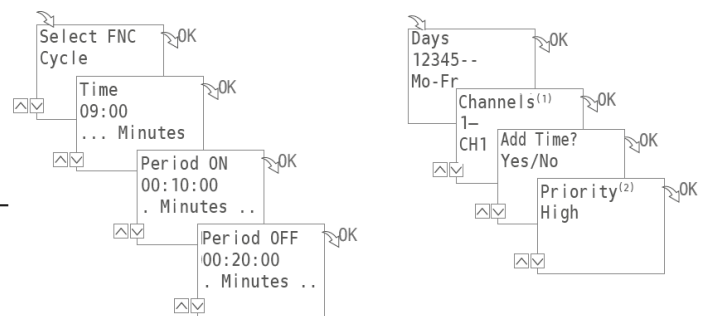 Select FNC
Cycle
OK
Time
09:00
... Minutes
OK
Period ON
00:10:00
. Minutes ..
OK
Period OFF
00:20:00
. Minutes ..
OK
Days
12345--
Mo-Fr
OK
Channels(1)
1—
CH1
OK
Add Time?
Yes/No
OK
Priority(2)
High
OK